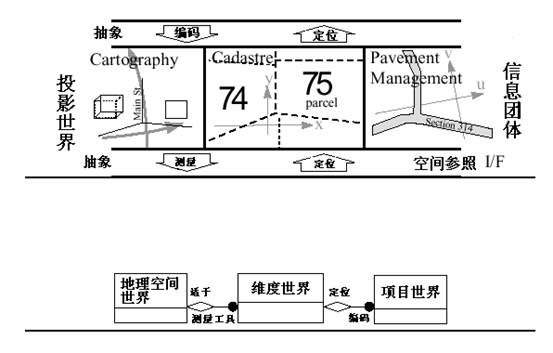 抽象 编码 定位
Cartography Cadastre Pavement Management
投影世界
信息团体
Main St.
74
75
parcel
y
x
v
u
Section 314
抽象 测量 定位 空间参照 I/F
地理空间世界
适于
测量工具
维度世界
定位
编码
项目世界